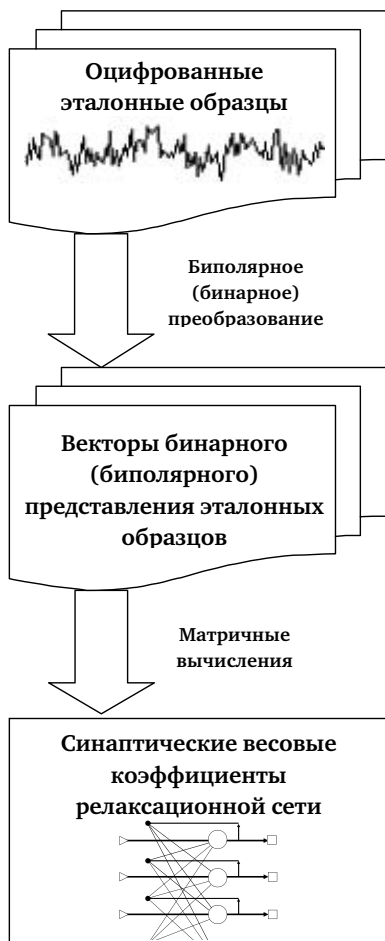 Оцифрованные
эталонные образцы
Биполярное
(бинарное)
преобразование
Векторы бинарного
(биполярного)
представления эталонных
образцов
Матричные
вычисления
Синаптические весовые
коэффициенты
релаксационной сети